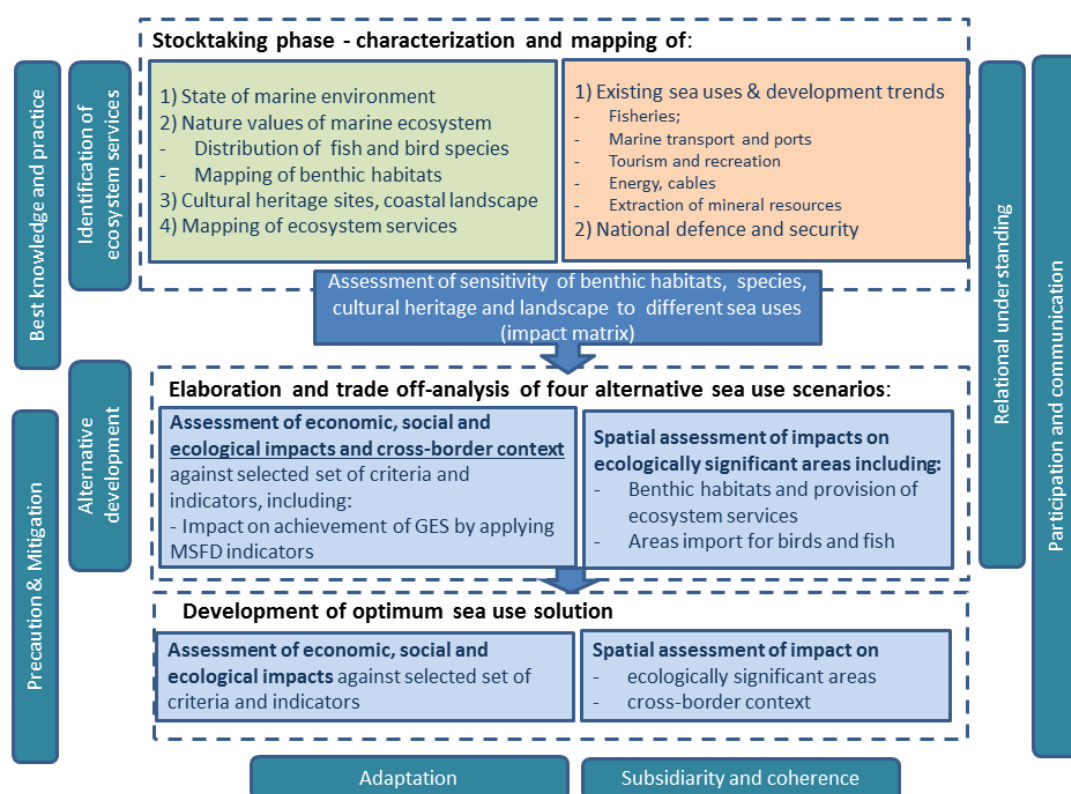 Stocktaking phase - characterization and mapping of:
Best knowledge and practice
Identification of
ecosystem services
1) State of marine environment
2) Nature values of marine ecosystem
- Distribution of fish and bird species
- Mapping of benthic habitats
3) Cultural heritage sites, coastal landscape
4) Mapping of ecosystem services
1) Existing sea uses & development trends
- Fisheries;
- Marine transport and ports
- Tourism and recreation
- Energy, cables
- Extraction of mineral resources
2) National defence and security
Relational understanding
Participation and communication
Assessment of sensitivity of benthic habitats, species,
cultural heritage and landscape to different sea uses
(impact matrix)
Precaution & Mitigation
Alternative
development
Elaboration and trade off-analysis of four alternative sea use scenarios:
Assessment of economic, social and
ecological impacts and cross-border context
against selected set of criteria and
indicators, including:
- Impact on achievement of GES by applying
MSFD indicators
Spatial assessment of impacts on
ecologically significant areas including:
- Benthic habitats and provision of
ecosystem services
- Areas import for birds and fish
Development of optimum sea use solution
Assessment of economic, social and
ecological impacts against selected set of
criteria and indicators
Spatial assessment of impact on
- ecologically significant areas
- cross-border context
Adaptation
Subsidiarity and coherence